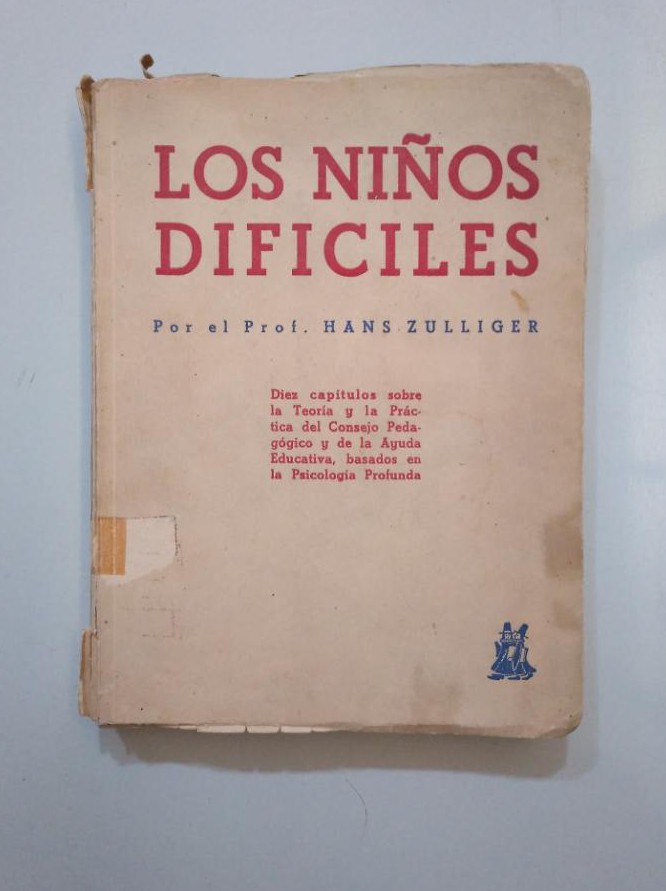 LOS NIÑOS
DIFICILES
Por el Prof. HANS ZULLIGER
Diez capítulos sobre
la Teoría y la Prác-
tica del Consejo Peda-
gógico y de la Ayuda
Educativa, basados en
la Psicología Profunda